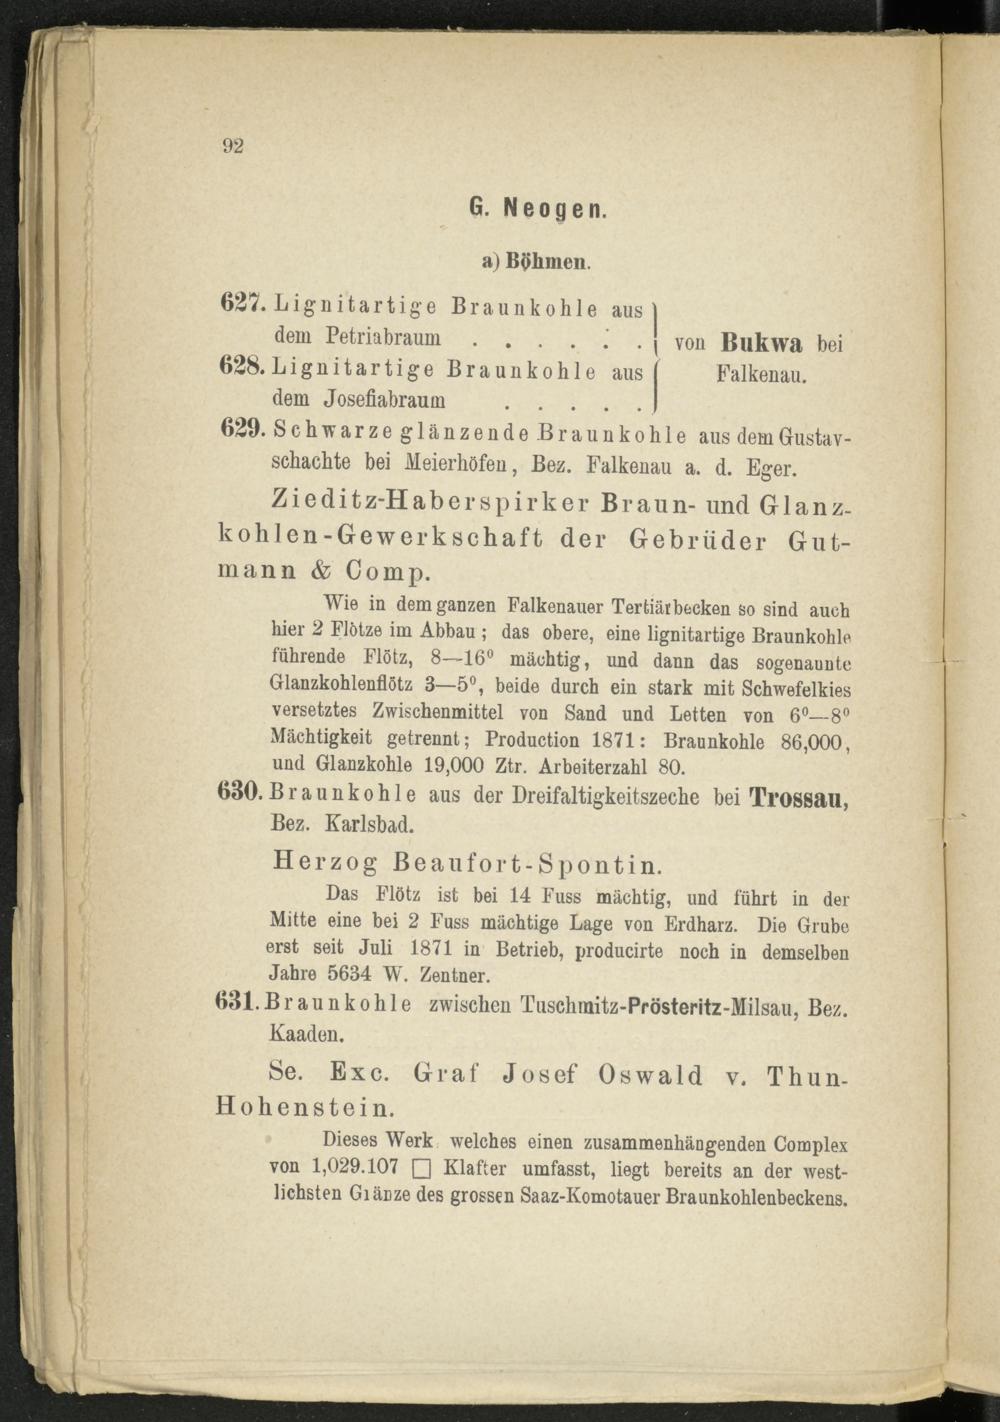 92
G. Neogen.
a) Böhmen.
627. Lignitartige Braunkohle aus
dem Petriabraum . . . . . .
von Bukwa bei
628. Lignitartige Braunkohle aus
Falkenau.
dem Josefiabraum . . . . .
629. Schwarze glänzende Braunkohle aus dem Gustav-
schachte bei Meierhöfen, Bez. Falkenau a. d. Eger.
Zieditz-Haberspirker Braun- und Glanz-
kohlen-Gewerkschaft der Gebrüder Gut-
mann & Comp.
Wie in dem ganzen Falkenauer Tertiärbecken so sind auch
hier 2 Flötze im Abbau; das obere, eine lignitartige Braunkohle
führende Flötz, 8—16⁰ mächtig, und dann das sogenannte
Glanzkohlenflötz 3—5⁰, beide durch ein stark mit Schwefelkies
versetztes Zwischenmittel von Sand und Letten von 6⁰—8⁰
Mächtigkeit getrennt; Production 1871: Braunkohle 86,000,
und Glanzkohle 19,000 Ztr. Arbeiterzahl 80.
630. Braunkohle aus der Dreifaltigkeitszeche bei Trossau,
Bez. Karlsbad.
Herzog Beaufort-Spontin.
Das Flötz ist bei 14 Fuss mächtig, und führt in der
Mitte eine bei 2 Fuss mächtige Lage von Erdharz. Die Grube
erst seit Juli 1871 in Betrieb, producirte noch in demselben
Jahre 5634 W. Zentner.
631. Braunkohle zwischen Tuschmitz-Prösteritz-Milsau, Bez.
Kaaden.
Se. Exc. Graf Josef Oswald v. Thun-
Hohenstein.
Dieses Werk welches einen zusammenhängenden Complex
von 1,029.107 □ Klafter umfasst, liegt bereits an der west-
lichsten Gränze des grossen Saaz-Komotauer Braunkohlenbeckens.